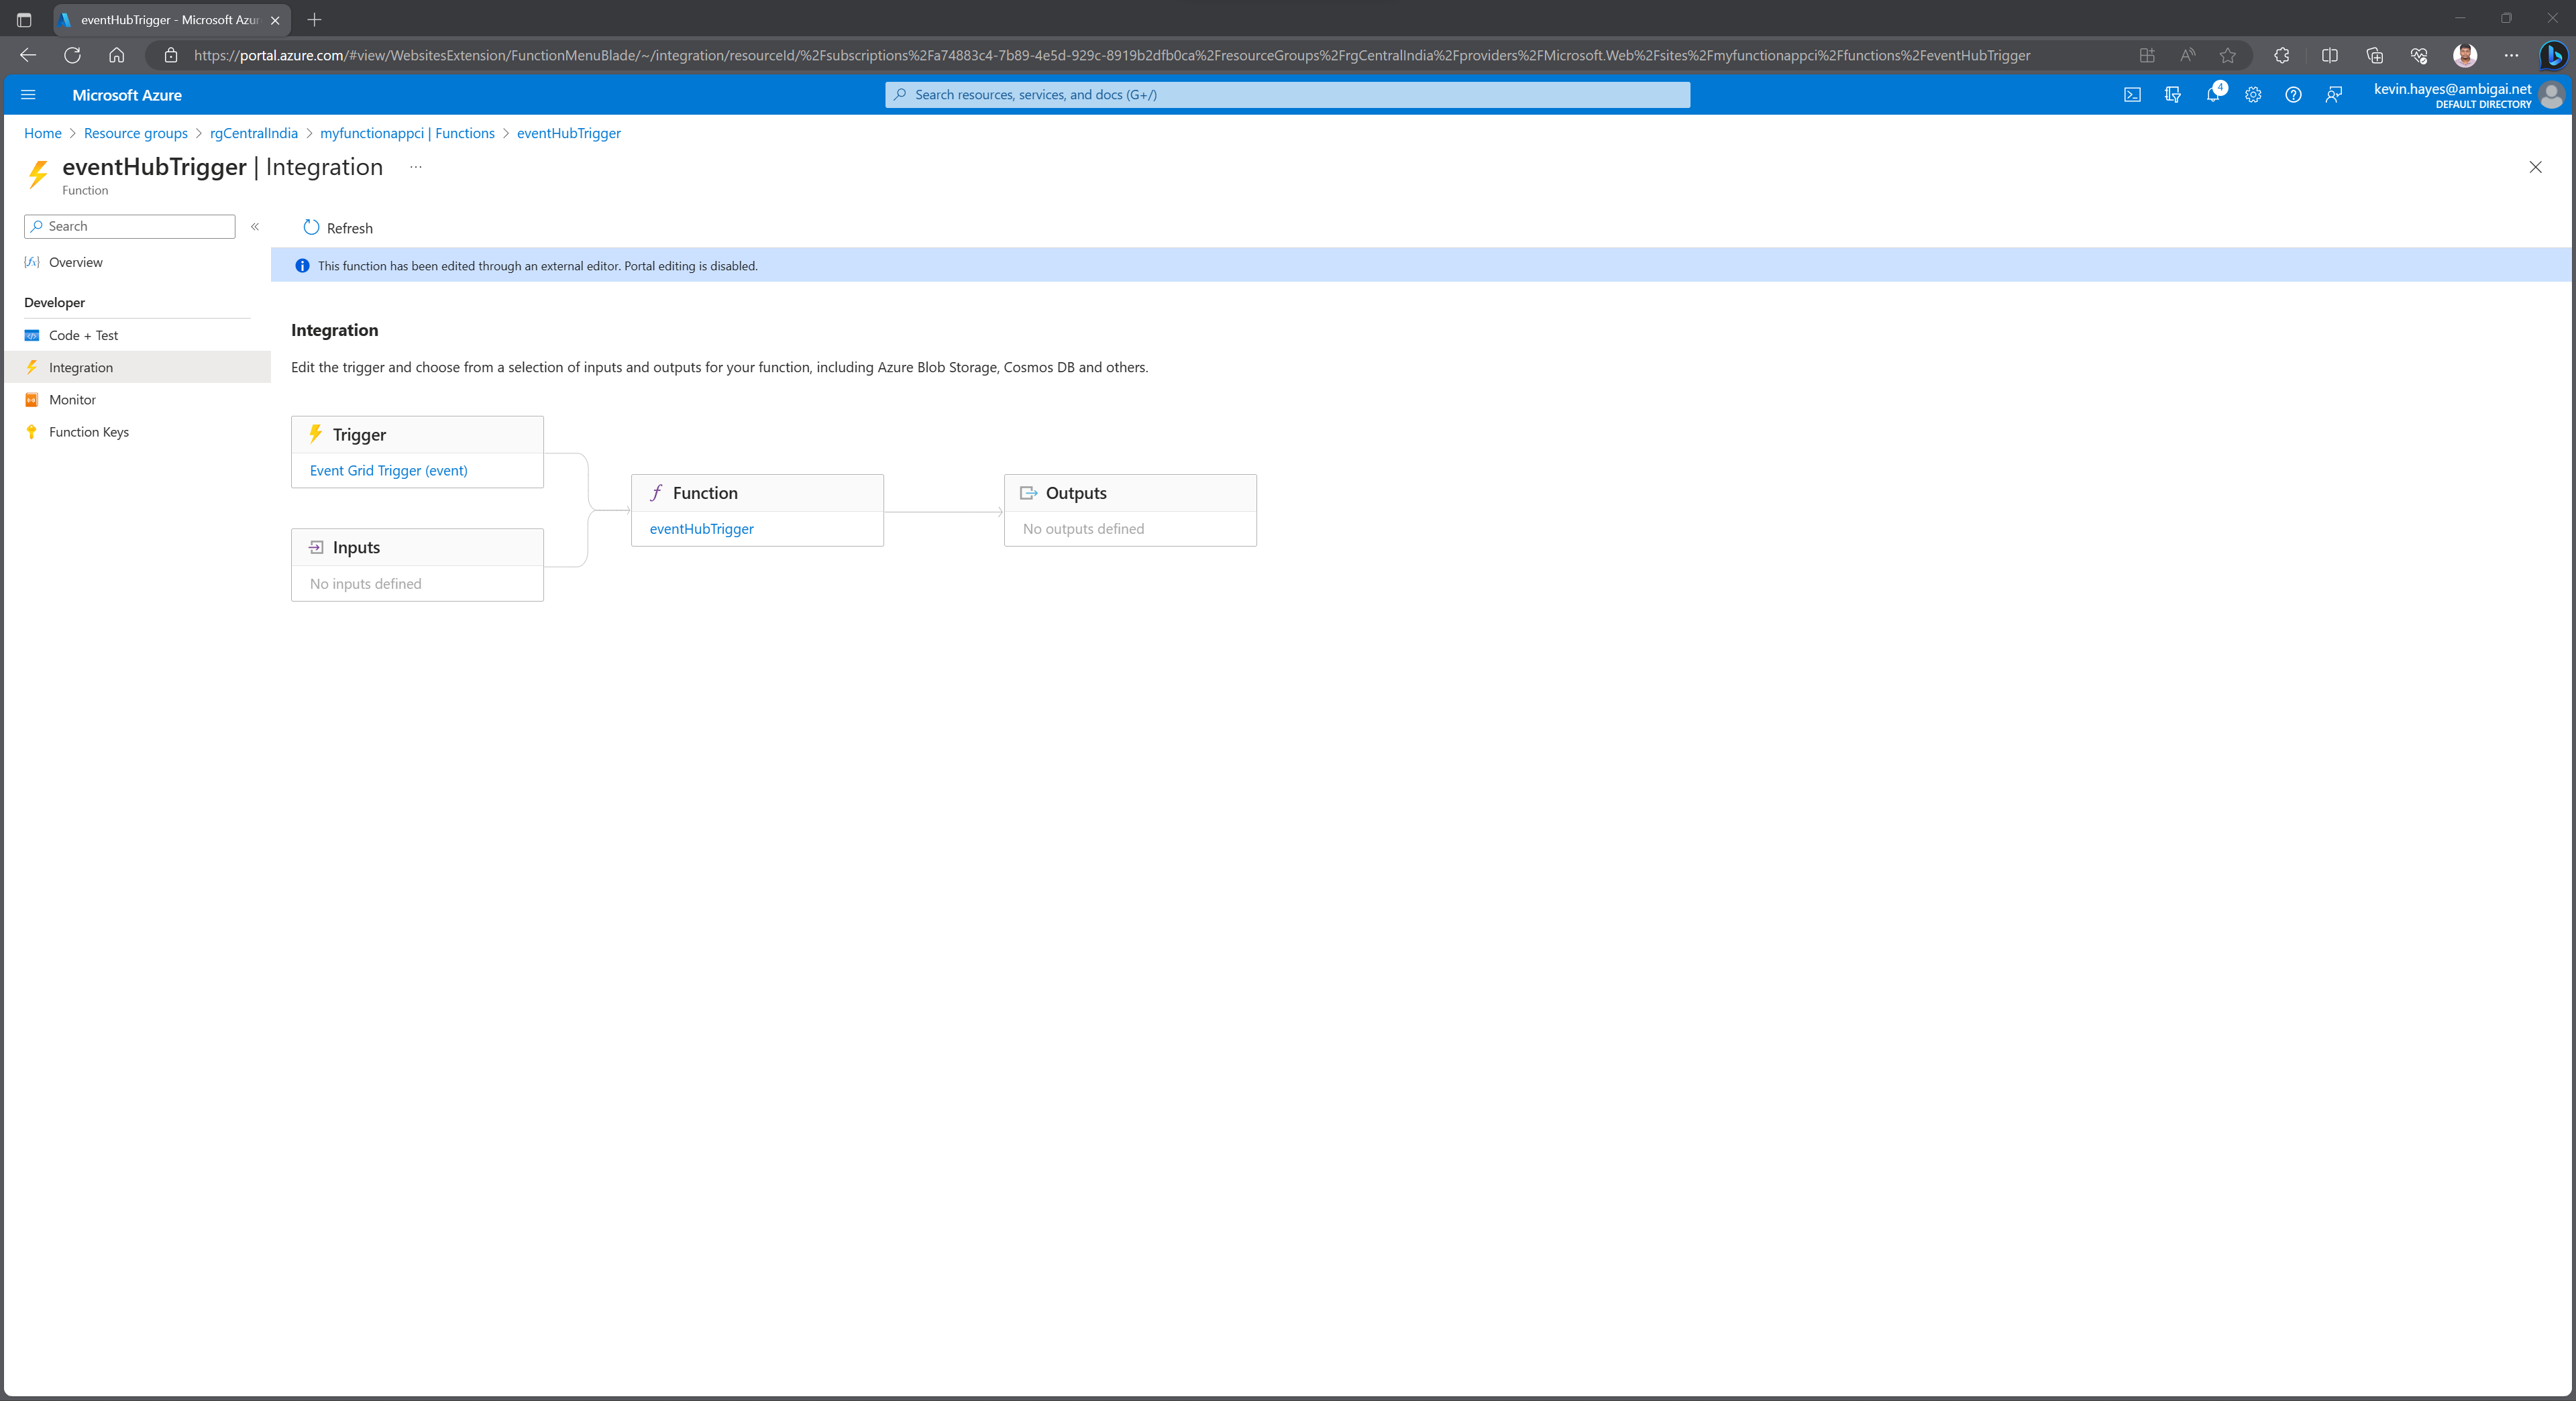 eventHubTrigger - Microsoft Azur
https://portal.azure.com/#view/WebsitesExtension/FunctionMenuBlade/~/integration/resourceId/%2Fsubscriptions%2Fa74883c4-7b89-4e5d-929c-8919b2dfb0ca%2FresourceGroups%2FrgCentralIndia%2Fproviders%2FMicrosoft.Web%2Fsites%2Fmyfunctionappci%2Ffunctions%2FeventHubTrigger
Microsoft Azure
Search resources, services, and docs (G+/)
4
kevin.hayes@ambigai.net
DEFAULT DIRECTORY
Home > Resource groups > rgCentralIndia > myfunctionappci | Functions > eventHubTrigger
eventHubTrigger | Integration ...
Function
Search
«
Refresh
Overview
This function has been edited through an external editor. Portal editing is disabled.
Developer
Code + Test
Integration
Monitor
Function Keys
Integration
Edit the trigger and choose from a selection of inputs and outputs for your function, including Azure Blob Storage, Cosmos DB and others.
Trigger
Event Grid Trigger (event)
Inputs
No inputs defined
Function
eventHubTrigger
Outputs
No outputs defined